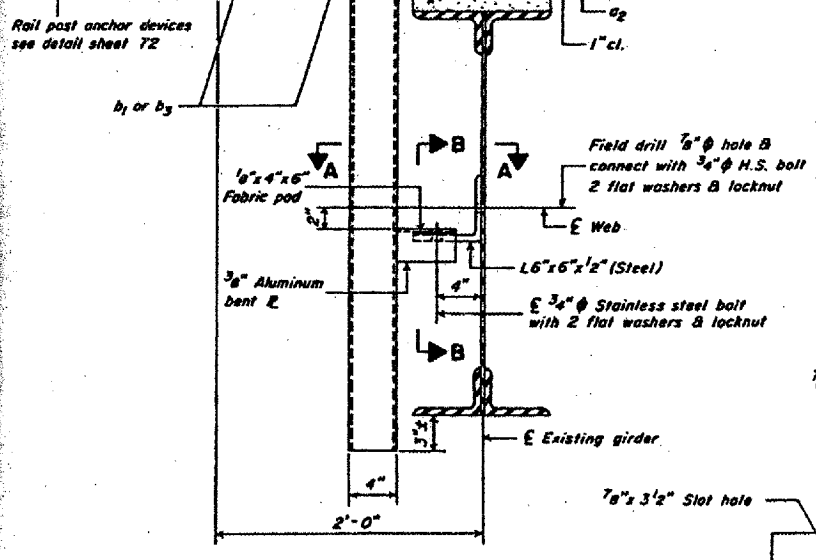 Rail post anchor devices
see detail sheet 72
a2
1"cl.
b1 or b3
B
A
A
1/8"x4"x6"
Fabric pad
Field drill 7/8"ϕ hole &
connect with 3/4"ϕ H.S. bolt
2 flat washers & locknut
2"
℄ Web
L6"x6"x1/2" (Steel)
3/8" Aluminum
bent ℙ
4"
℄ 3/4"ϕ Stainless steel bolt
with 2 flat washers & locknut
B
3"±
℄ Existing girder
4"
7/8"x 3 1/2" Slot hole
2'-0"